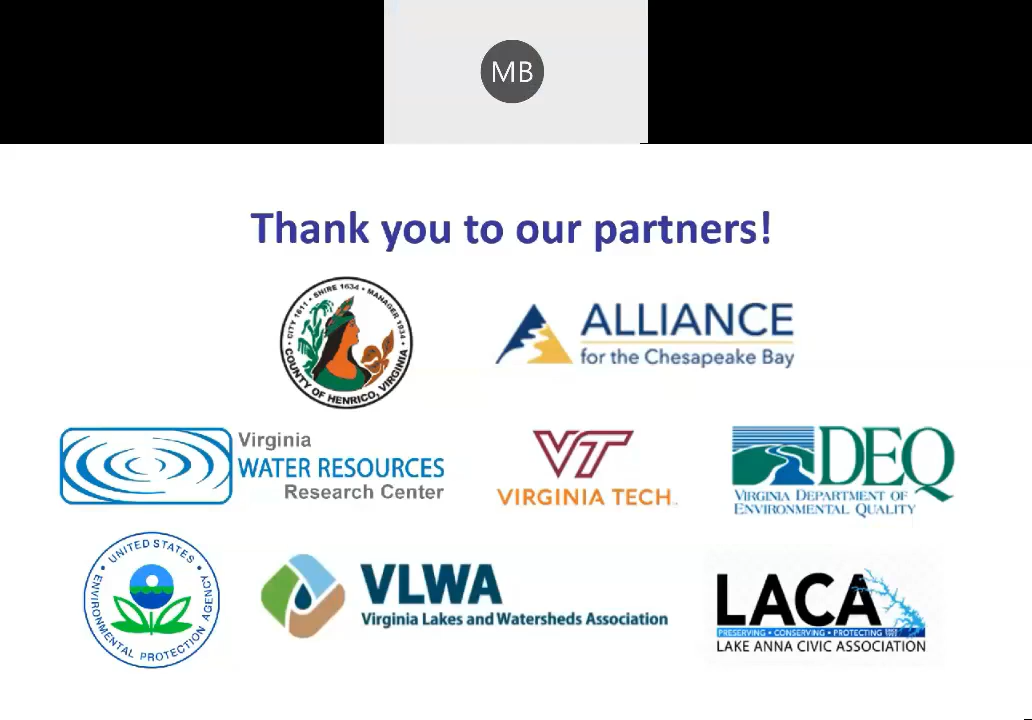 MB
Thank you to our partners!
CITY 1611 • SHIRE 1634 • MANAGER 1934
COUNTY OF HENRICO, VIRGINIA
ALLIANCE
for the Chesapeake Bay
Virginia
WATER RESOURCES
Research Center
VT
VIRGINIA TECH
DEQ
VIRGINIA DEPARTMENT OF
ENVIRONMENTAL QUALITY
UNITED STATES
ENVIRONMENTAL PROTECTION AGENCY
VLWA
Virginia Lakes and Watersheds Association
LACA
PRESERVING • CONSERVING • PROTECTING
LAKE ANNA CIVIC ASSOCIATION